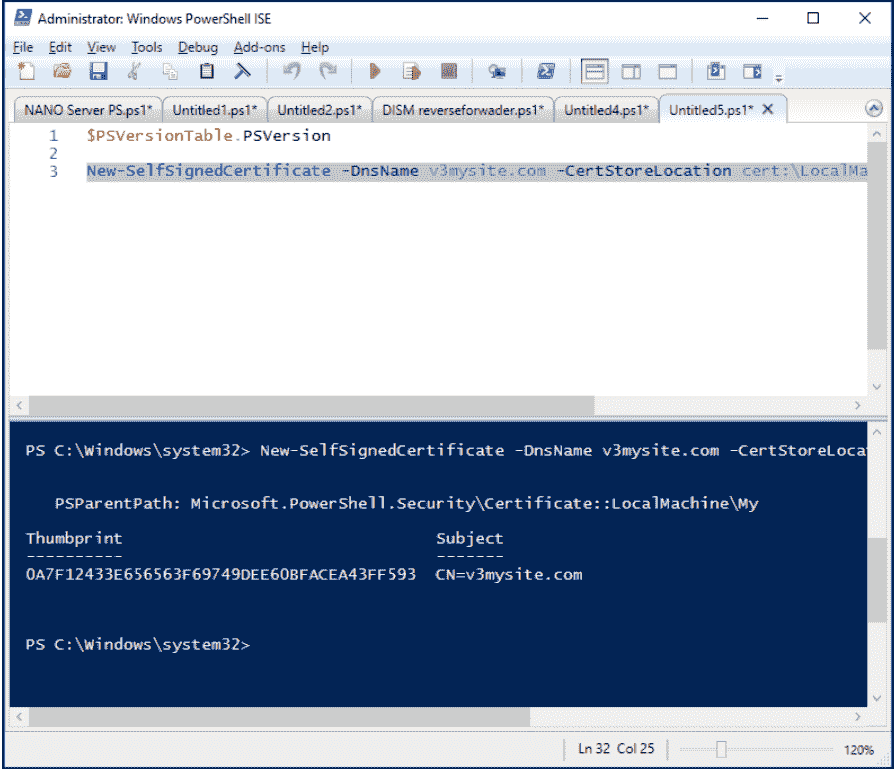 Administrator: Windows PowerShell ISE
File Edit View Tools Debug Add-ons Help
NANO Server PS.ps1* Untitled1.ps1* Untitled2.ps1* DISM reverseforwader.ps1* Untitled4.ps1* Untitled5.ps1* X
1 $PSVersionTable.PSVersion
2
3 New-SelfSignedCertificate -DnsName v3mysite.com -CertStoreLocation cert:\LocalMa
PS C:\Windows\system32> New-SelfSignedCertificate -DnsName v3mysite.com -CertStoreLocat
PSParentPath: Microsoft.PowerShell.Security\Certificate::LocalMachine\My
Thumbprint Subject
---------- -------
0A7F12433E656563F69749DEE60BFACEA43FF593 CN=v3mysite.com
PS C:\Windows\system32>
Ln 32 Col 25 120%